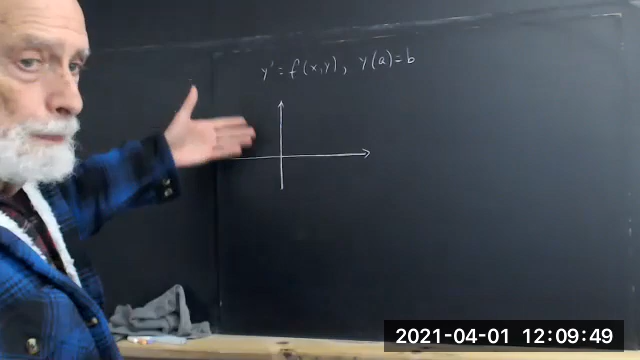 y' = f(x,y), y(a)=b
2021-04-01 12:09:49